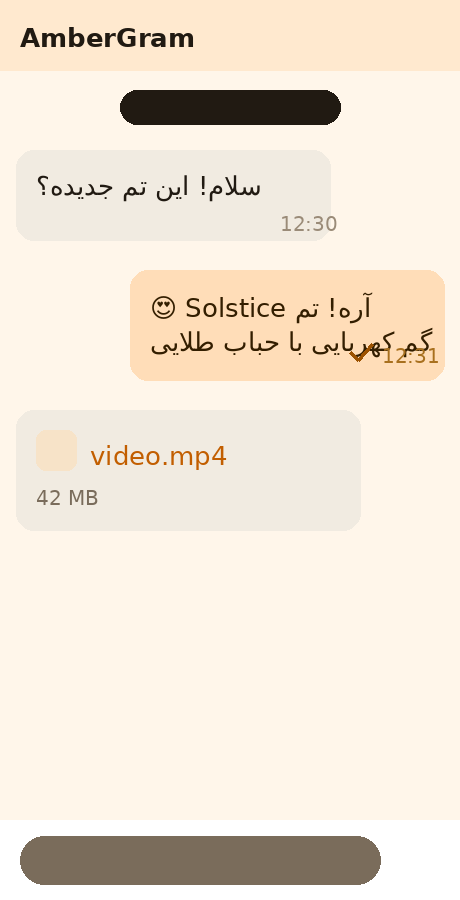 AmberGram
سلام! این تم جدیده؟
12:30
آره! تم Solstice 😍
گم کهربایی با حباب طلایی
12:31
video.mp4
42 MB